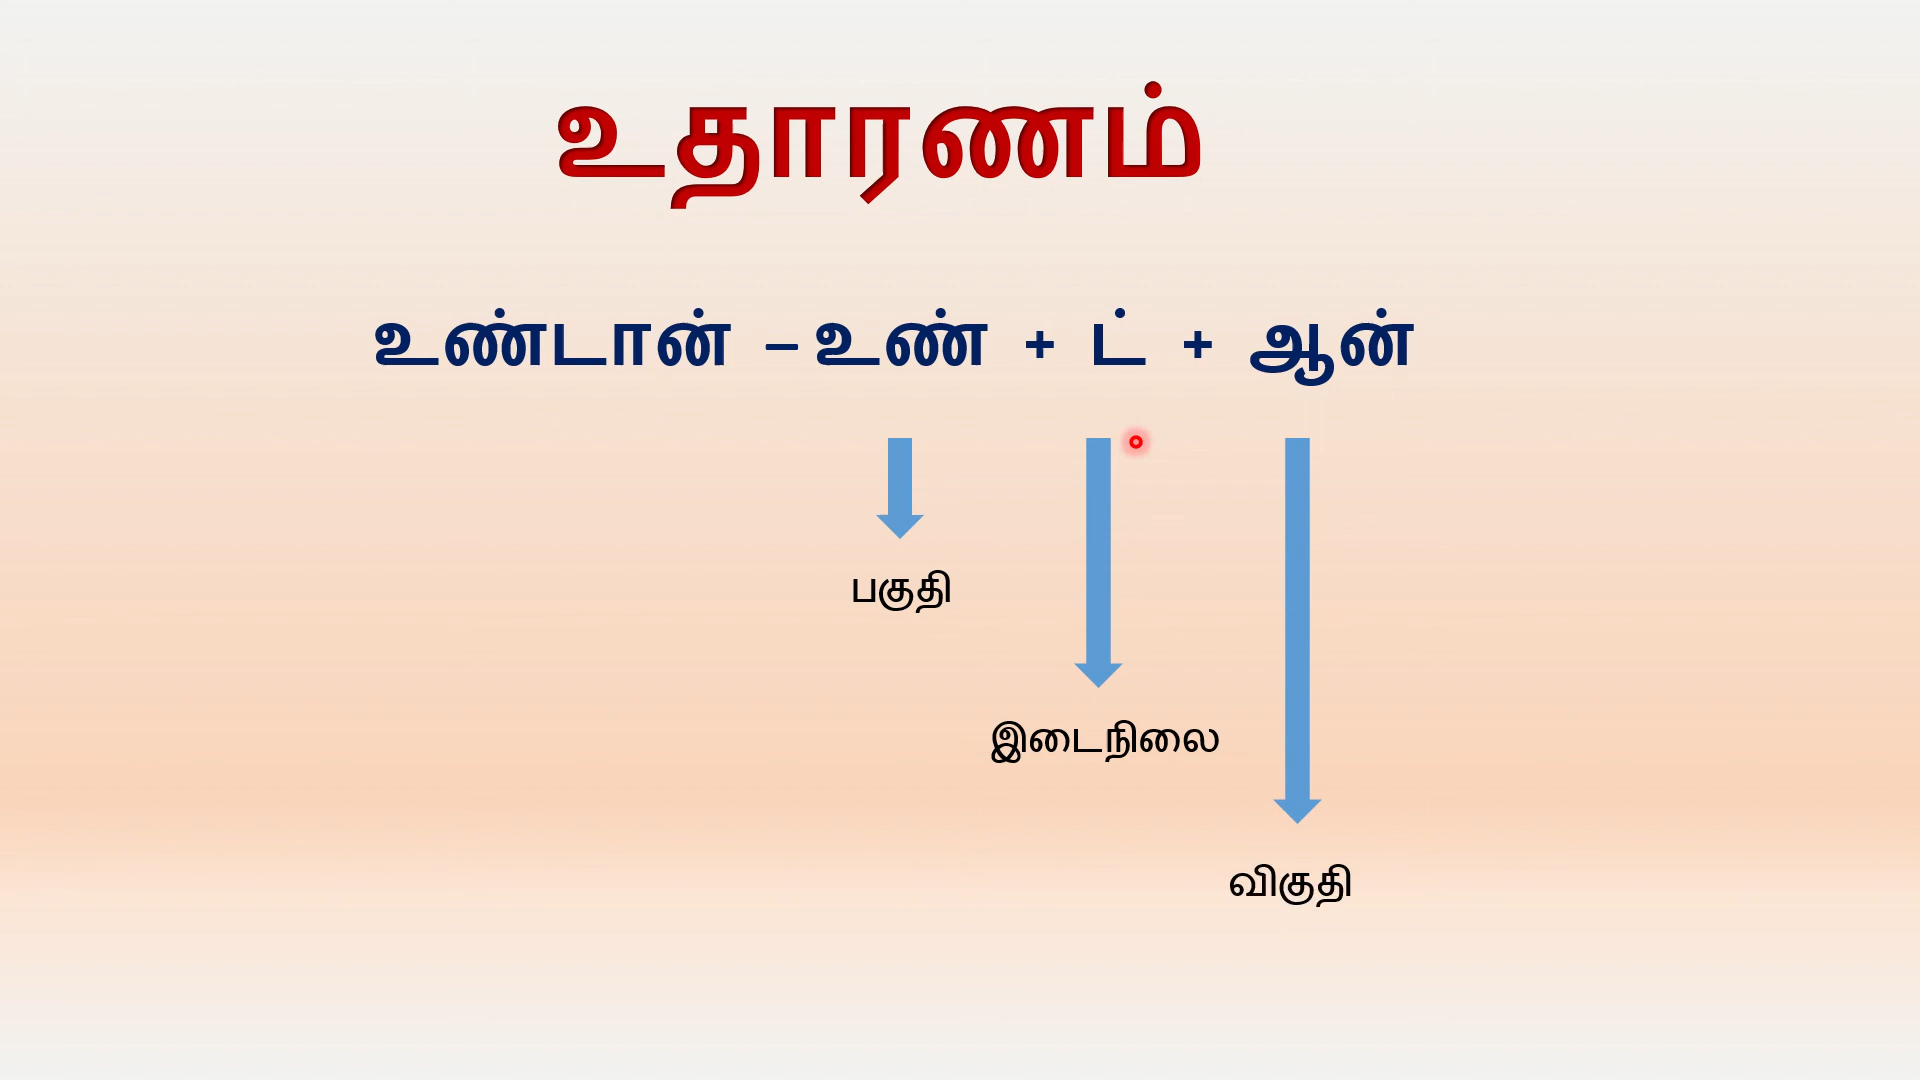 உதாரணம்
உண்டான் – உண் + ட் + ஆன்
பகுதி
இடைநிலை
விகுதி